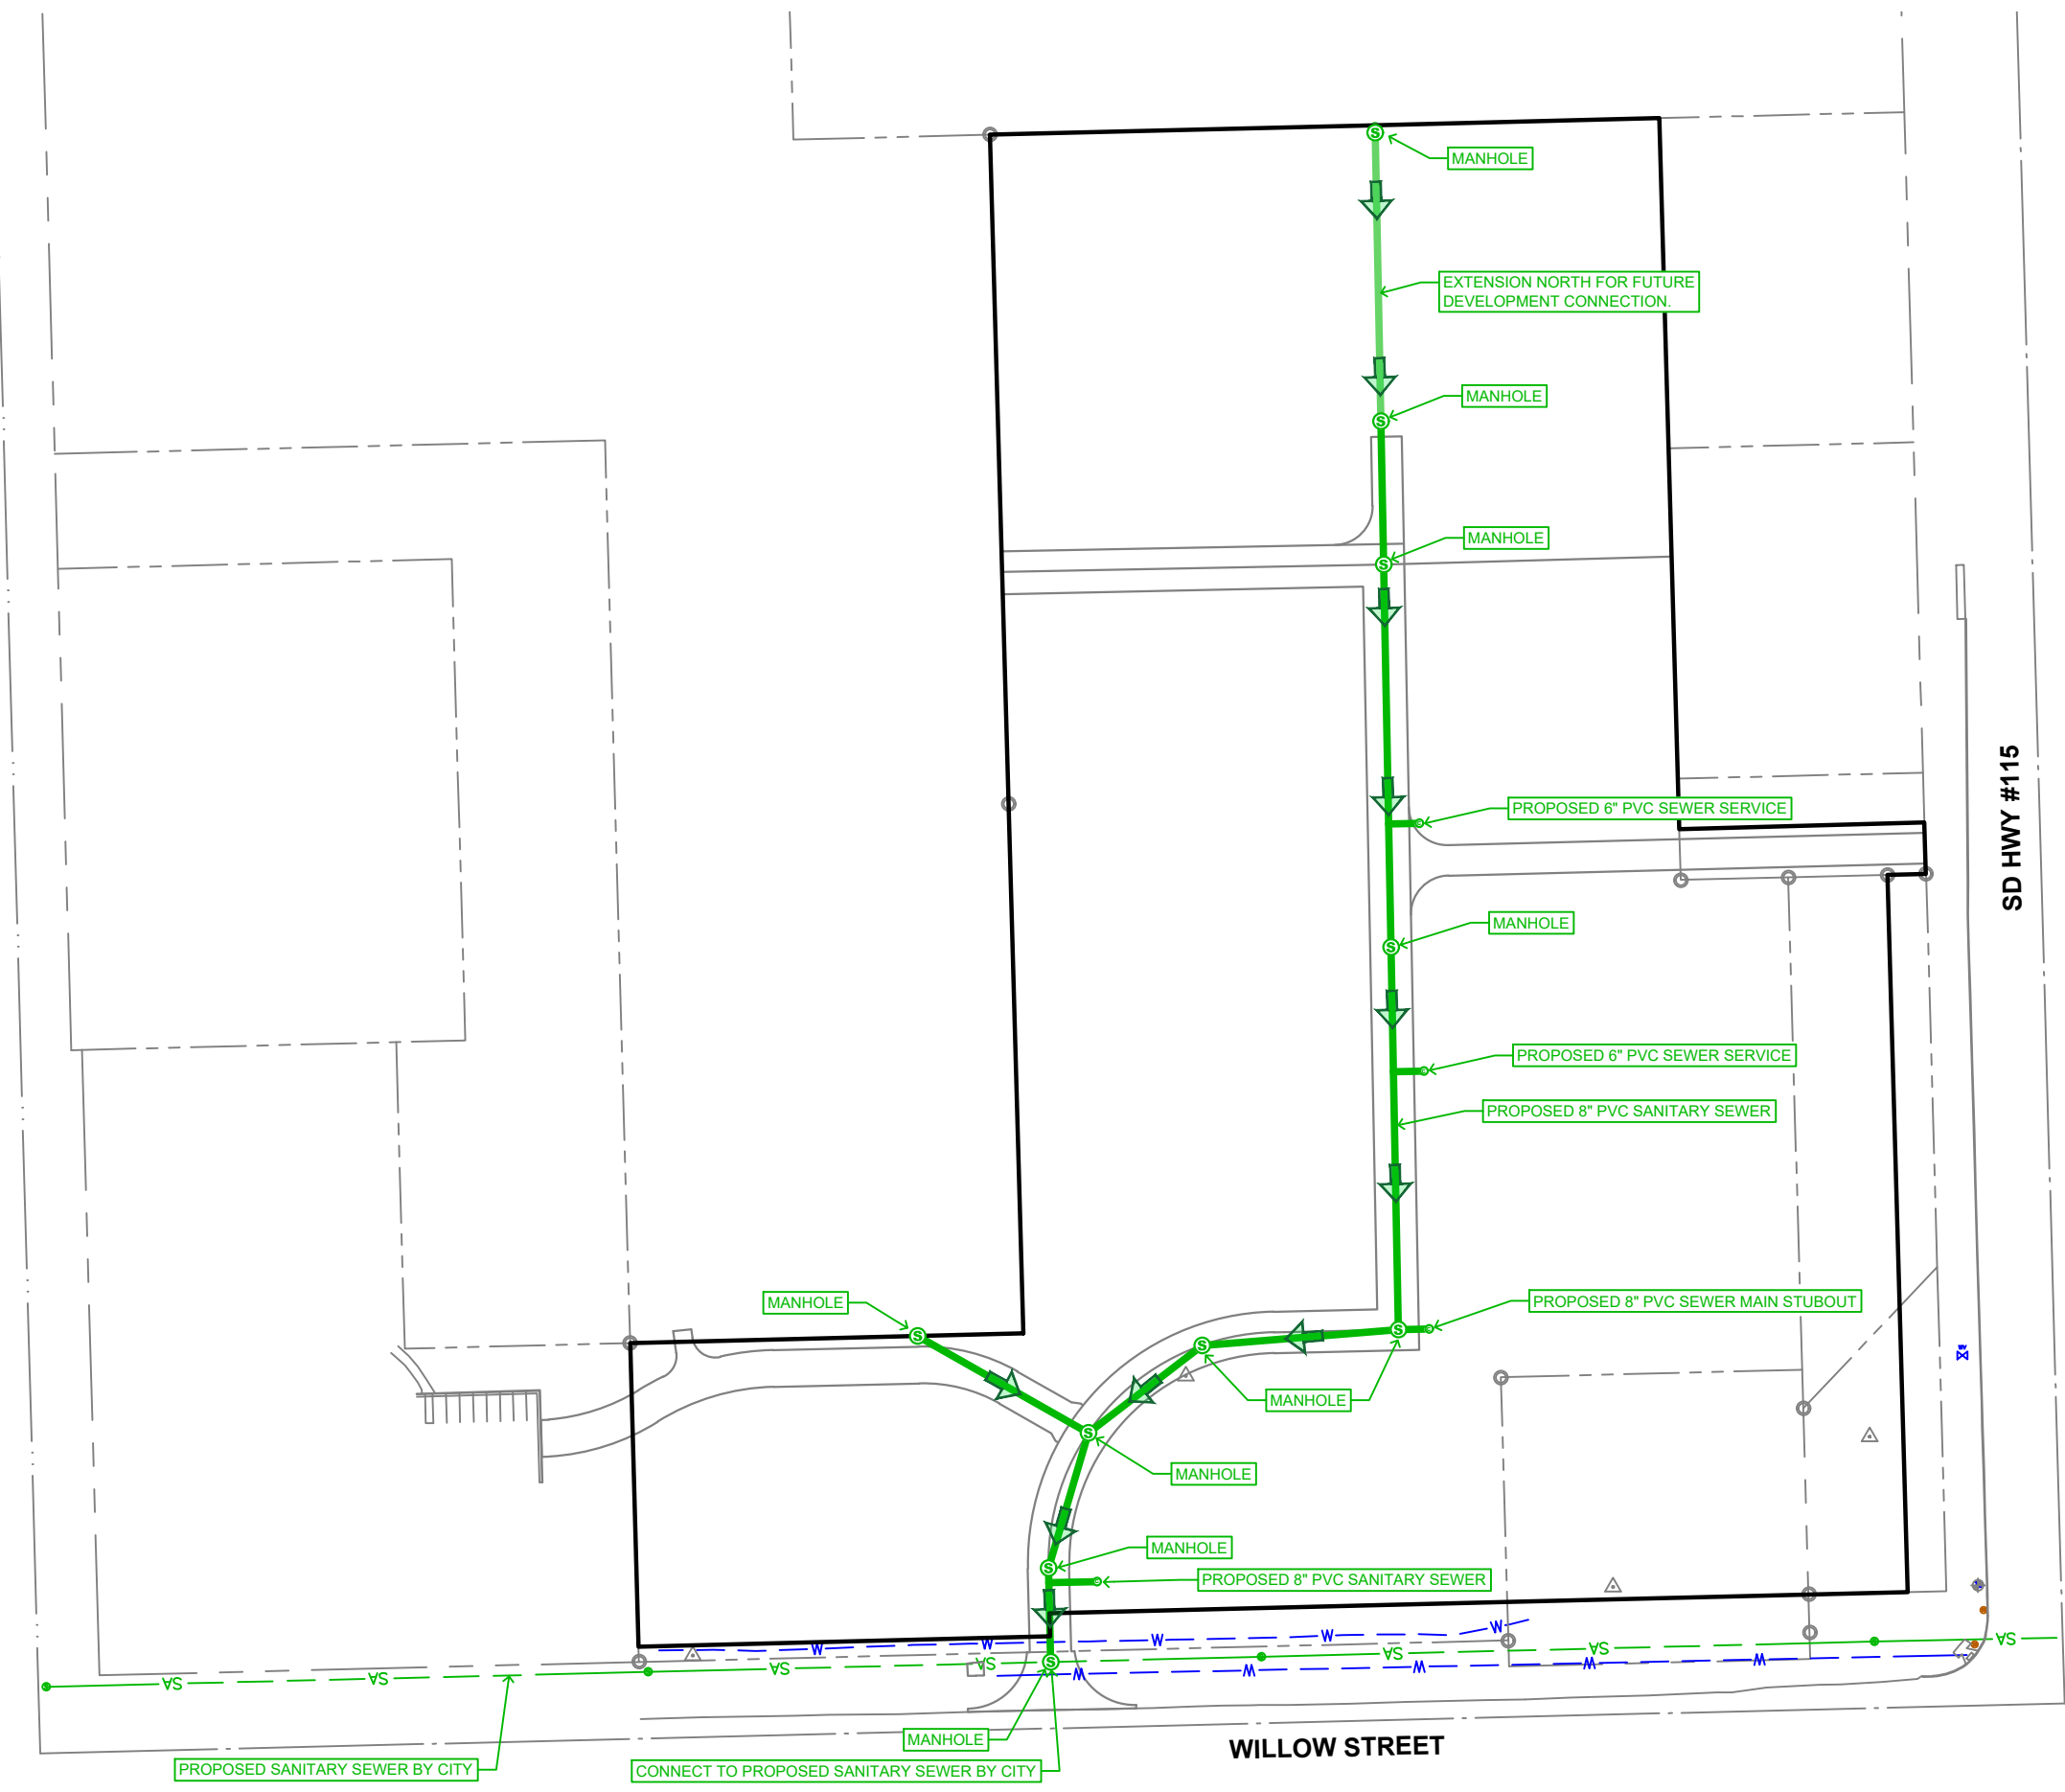 MANHOLE
EXTENSION NORTH FOR FUTURE
DEVELOPMENT CONNECTION.
MANHOLE
MANHOLE
SD HWY #115
PROPOSED 6" PVC SEWER SERVICE
MANHOLE
PROPOSED 6" PVC SEWER SERVICE
PROPOSED 8" PVC SANITARY SEWER
MANHOLE
PROPOSED 8" PVC SEWER MAIN STUBOUT
MANHOLE
MANHOLE
MANHOLE
PROPOSED 8" PVC SANITARY SEWER
W
W
W
W
W
SA
SA
SA
SA
SA
SA
SA
W
W
W
W
W
MANHOLE
WILLOW STREET
PROPOSED SANITARY SEWER BY CITY
CONNECT TO PROPOSED SANITARY SEWER BY CITY
S
S
S
S
S
S
S
S
S
S